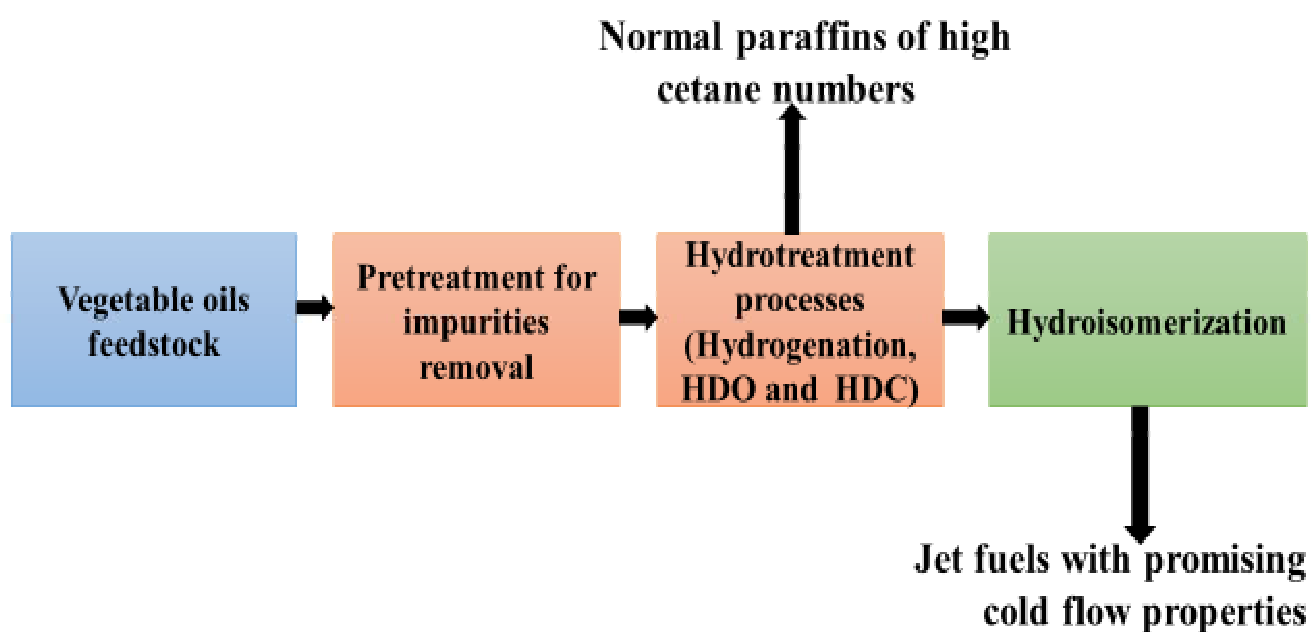 Normal paraffins of high
cetane numbers
Vegetable oils
feedstock
Pretreatment for
impurities
removal
Hydrotreatment
processes
(Hydrogenation,
HDO and HDC)
Hydroisomerization
Jet fuels with promising
cold flow properties